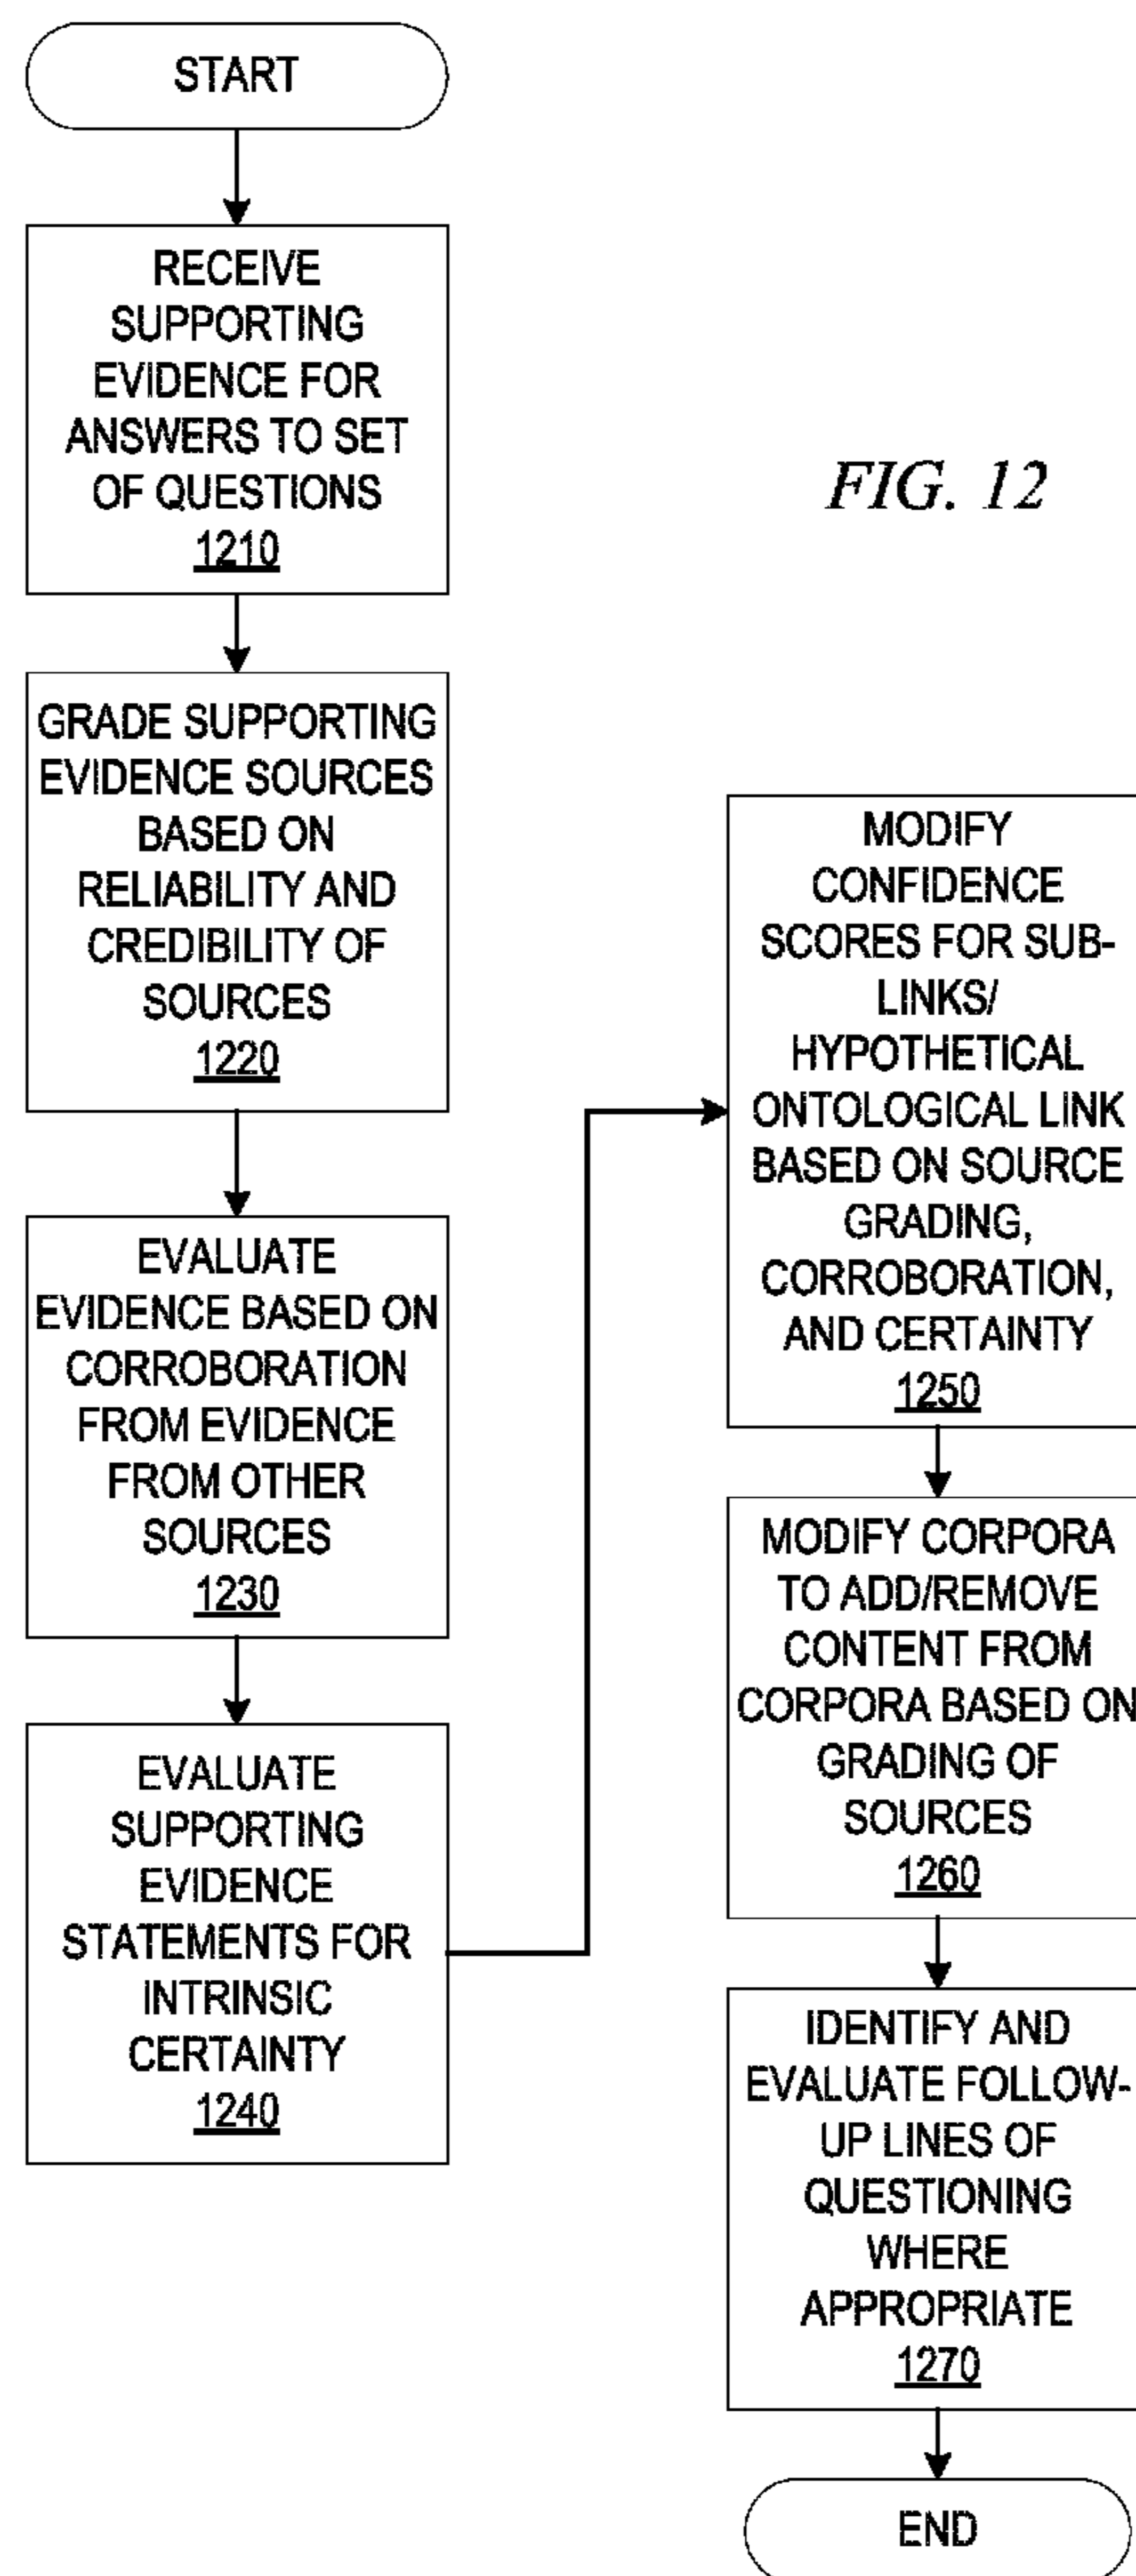 START
RECEIVE
SUPPORTING
EVIDENCE FOR
ANSWERS TO SET
OF QUESTIONS
1210
GRADE SUPPORTING
EVIDENCE SOURCES
BASED ON
RELIABILITY AND
CREDIBILITY OF
SOURCES
1220
EVALUATE
EVIDENCE BASED ON
CORROBORATION
FROM EVIDENCE
FROM OTHER
SOURCES
1230
EVALUATE
SUPPORTING
EVIDENCE
STATEMENTS FOR
INTRINSIC
CERTAINTY
1240
FIG. 12
MODIFY
CONFIDENCE
SCORES FOR SUB-
LINKS/
HYPOTHETICAL
ONTOLOGICAL LINK
BASED ON SOURCE
GRADING,
CORROBORATION,
AND CERTAINTY
1250
MODIFY CORPORA
TO ADD/REMOVE
CONTENT FROM
CORPORA BASED ON
GRADING OF
SOURCES
1260
IDENTIFY AND
EVALUATE FOLLOW-
UP LINES OF
QUESTIONING
WHERE
APPROPRIATE
1270
END